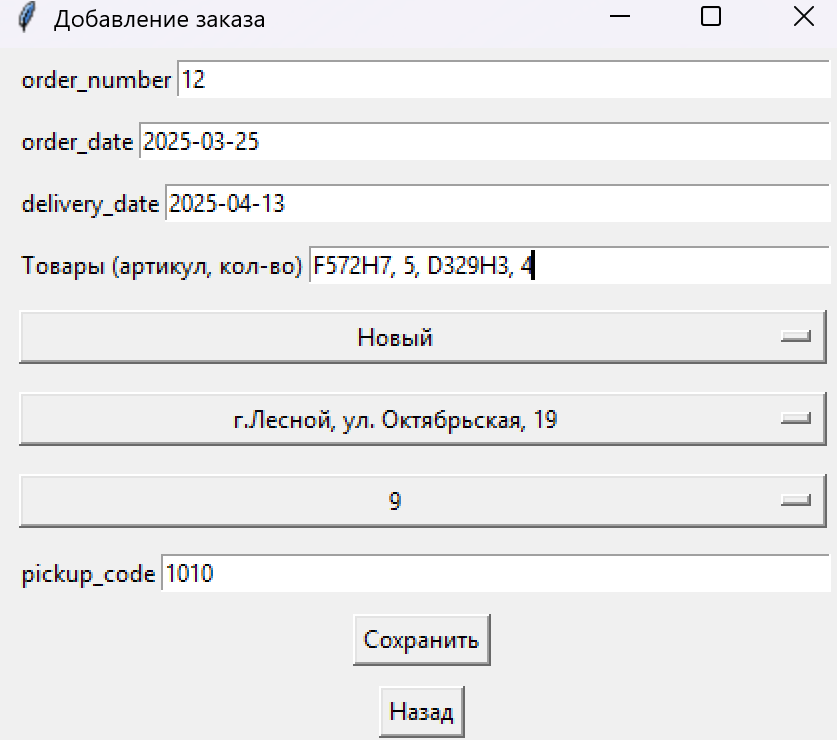 Добавление заказа
order_number 12
order_date 2025-03-25
delivery_date 2025-04-13
Товары (артикул, кол-во) F572H7, 5, D329H3, 4
Новый
г.Лесной, ул. Октябрьская, 19
9
pickup_code 1010
Сохранить
Назад